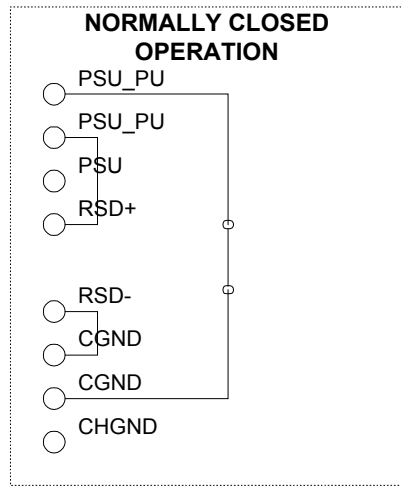 NORMALLY CLOSED
OPERATION
PSU_PU
PSU_PU
PSU
RSD+
RSD-
CGND
CGND
CHGND